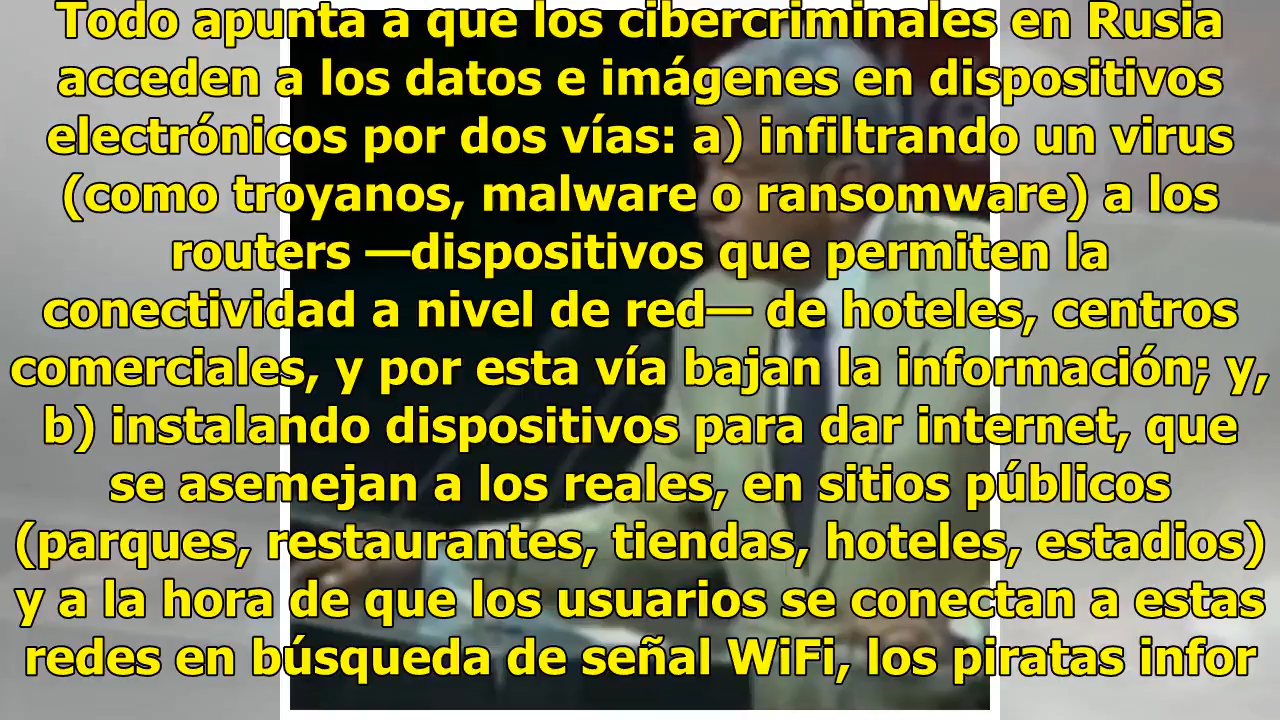 Todo apunta a que los cibercriminales en Rusia
acceden a los datos e imágenes en dispositivos
electrónicos por dos vías: a) infiltrando un virus
(como troyanos, malware o ransomware) a los
routers —dispositivos que permiten la
conectividad a nivel de red— de hoteles, centros
comerciales, y por esta vía bajan la información; y,
b) instalando dispositivos para dar internet, que
se asemejan a los reales, en sitios públicos
(parques, restaurantes, tiendas, hoteles, estadios)
y a la hora de que los usuarios se conectan a estas
redes en búsqueda de señal WiFi, los piratas infor